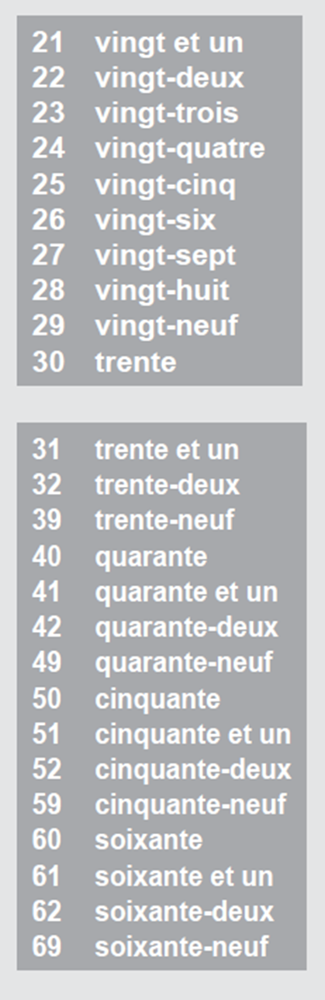 21 vingt et un
22 vingt-deux
23 vingt-trois
24 vingt-quatre
25 vingt-cinq
26 vingt-six
27 vingt-sept
28 vingt-huit
29 vingt-neuf
30 trente
31 trente et un
32 trente-deux
39 trente-neuf
40 quarante
41 quarante et un
42 quarante-deux
49 quarante-neuf
50 cinquante
51 cinquante et un
52 cinquante-deux
59 cinquante-neuf
60 soixante
61 soixante et un
62 soixante-deux
69 soixante-neuf